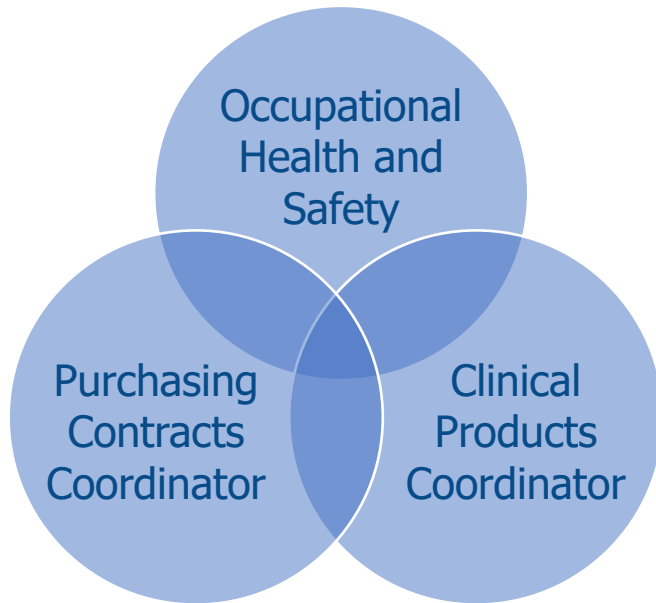 Occupational
Health and
Safety
Purchasing
Contracts
Coordinator
Clinical
Products
Coordinator